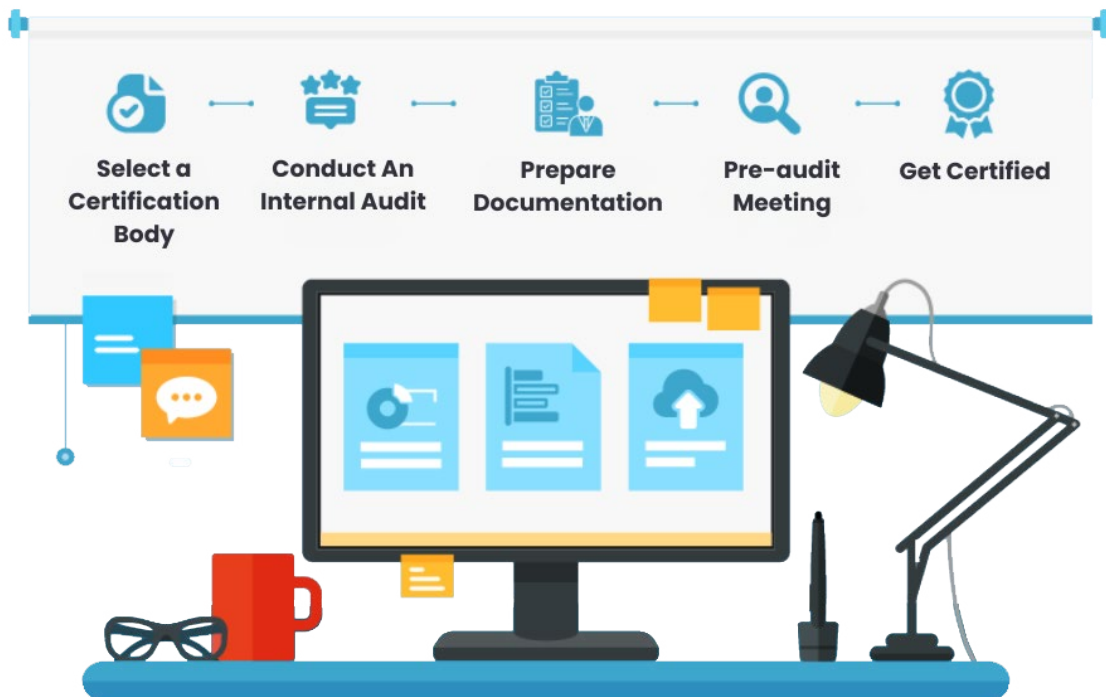 Select a
Certification
Body
Conduct An
Internal Audit
Prepare
Documentation
Pre-audit
Meeting
Get Certified